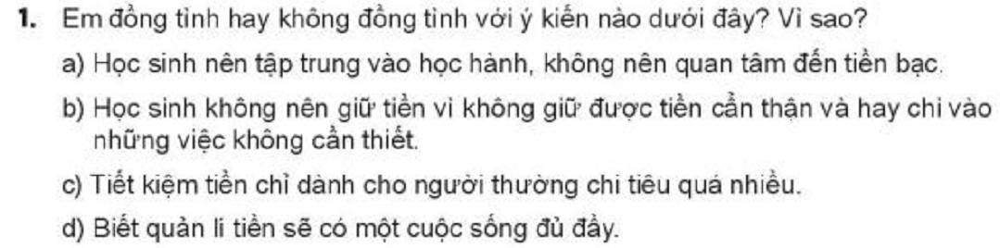 1. Em đồng tình hay không đồng tình với ý kiến nào dưới đây? Vì sao?
a) Học sinh nên tập trung vào học hành, không nên quan tâm đến tiền bạc.
b) Học sinh không nên giữ tiền vì không giữ được tiền cẩn thận và hay chi vào
những việc không cần thiết.
c) Tiết kiệm tiền chỉ dành cho người thường chi tiêu quá nhiều.
d) Biết quản lí tiền sẽ có một cuộc sống đủ đầy.